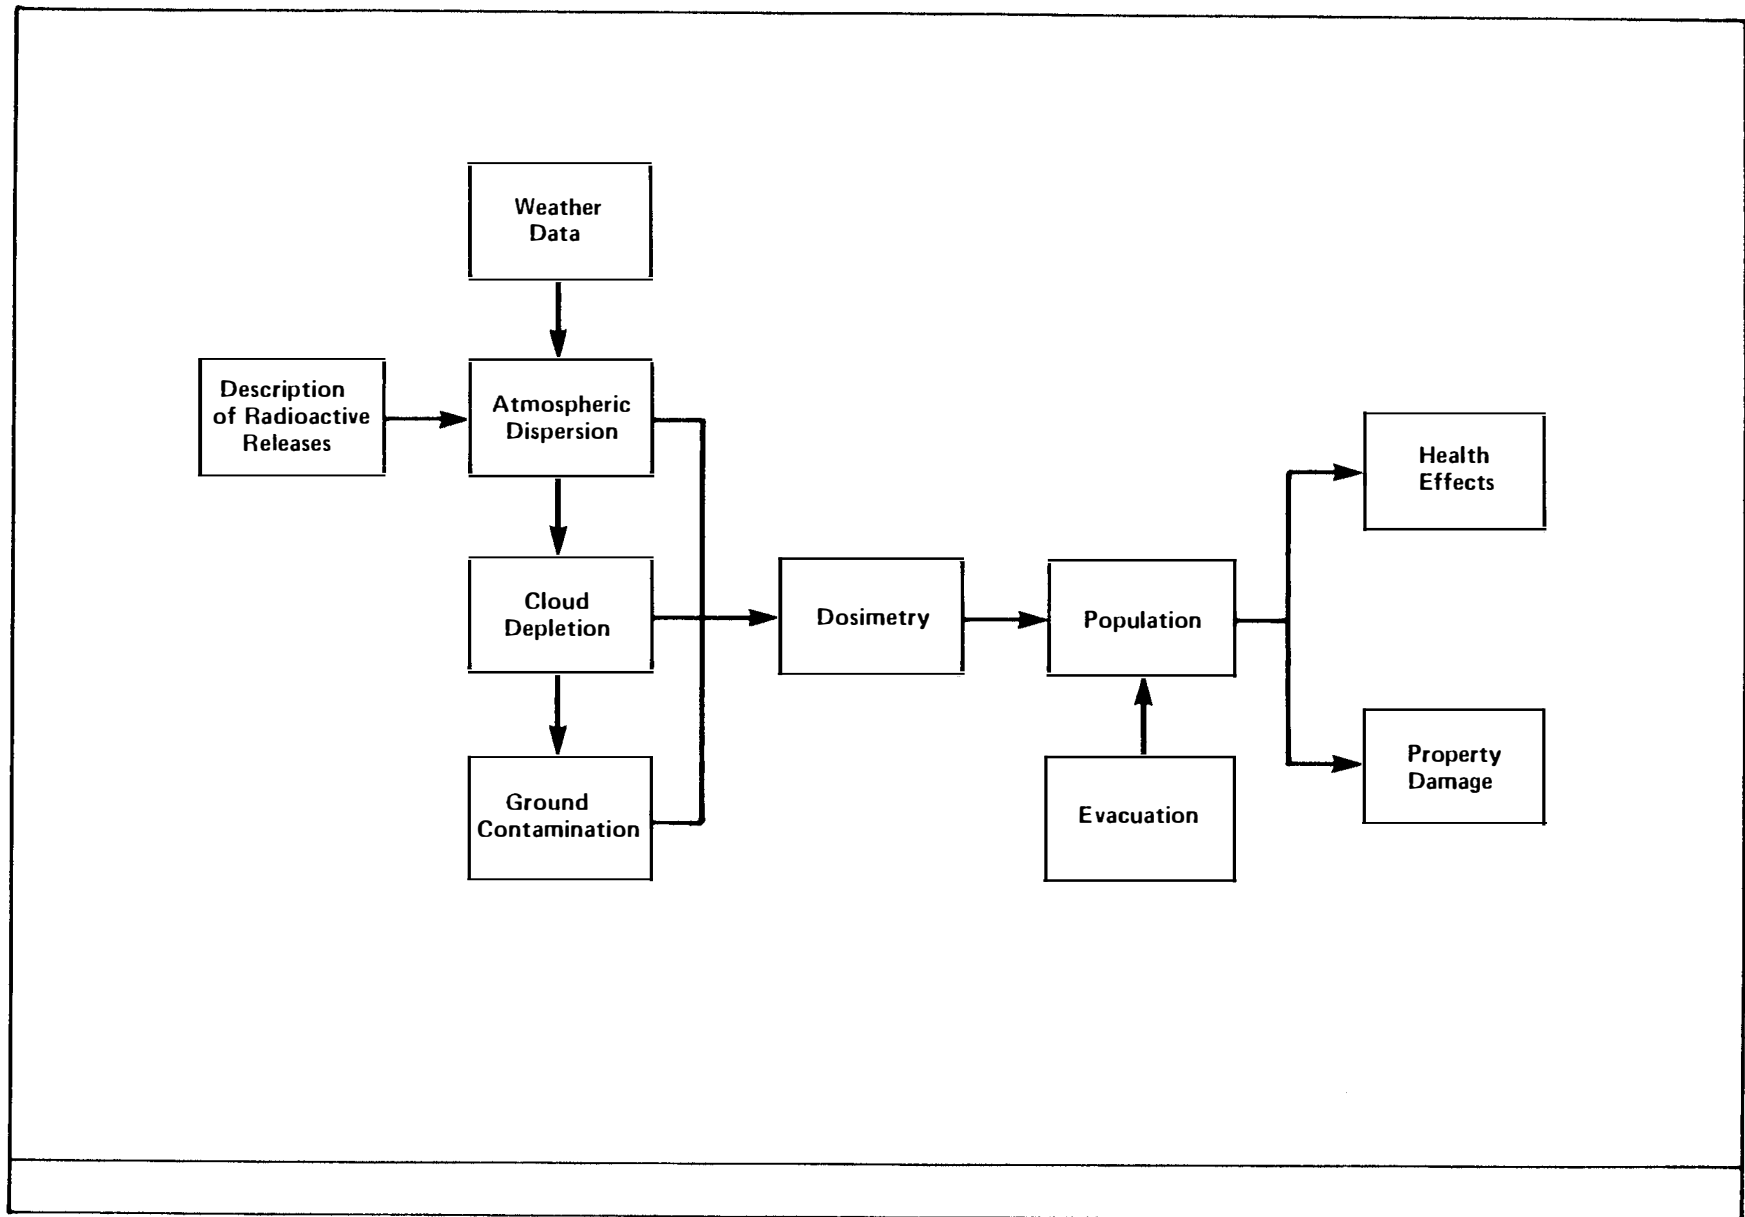 Weather
Data
Description
of Radioactive
Releases
Atmospheric
Dispersion
Cloud
Depletion
Ground
Contamination
Dosimetry
Population
Evacuation
Health
Effects
Property
Damage